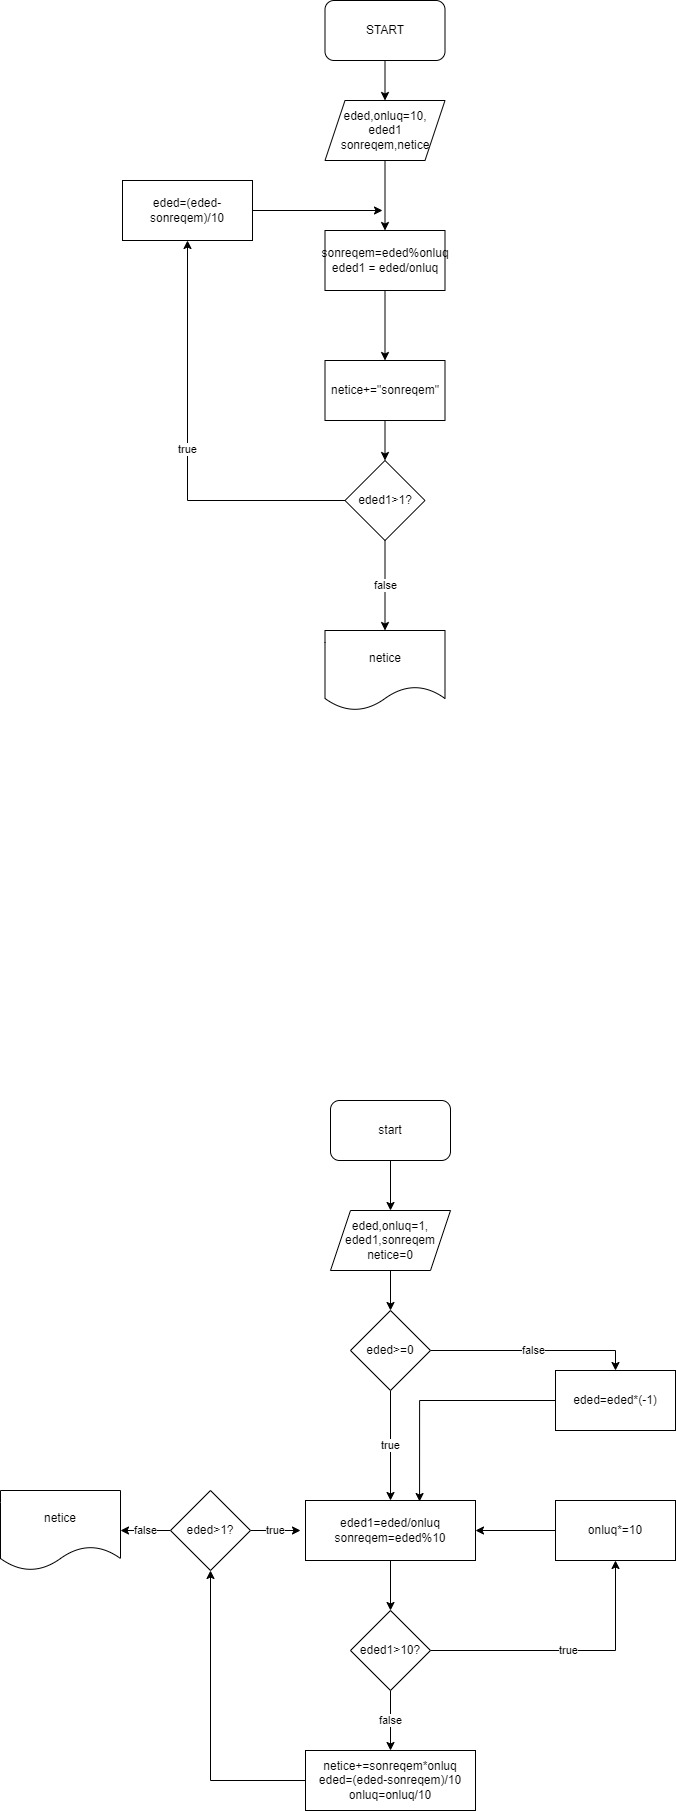 START
eded,onluq=10,
eded1
sonreqem,netice
eded=(eded-
sonreqem)/10
sonreqem=eded%onluq
eded1 = eded/onluq
netice+="sonreqem"
true
eded1>1?
false
netice
start
eded,onluq=1,
eded1,sonreqem
netice=0
eded>=0
false
eded=eded*(-1)
true
netice
false
eded>1?
true
eded1=eded/onluq
sonreqem=eded%10
onluq*=10
eded1>10?
true
false
netice+=sonreqem*onluq
eded=(eded-sonreqem)/10
onluq=onluq/10